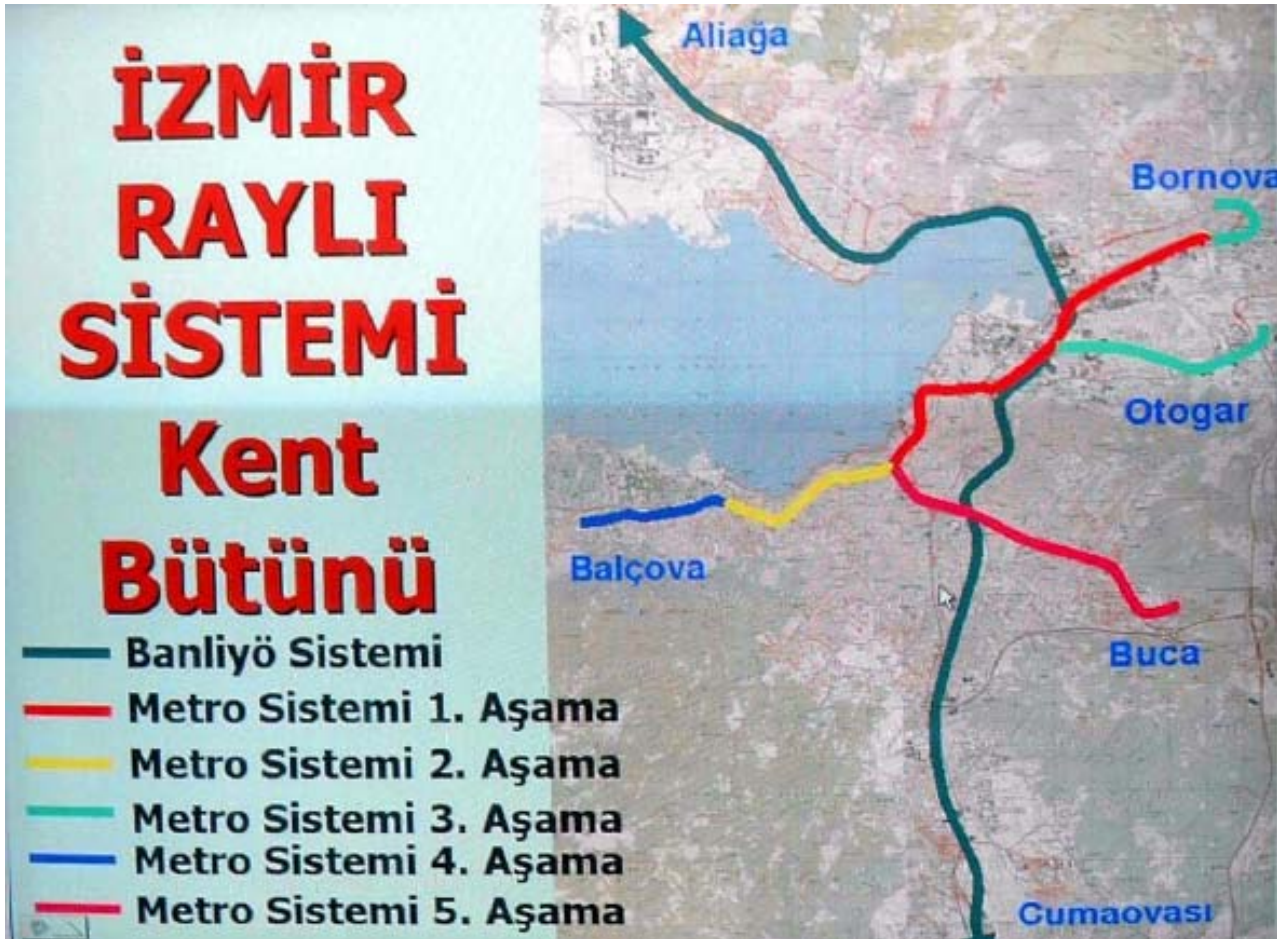 İZMİR
RAYLI
SİSTEMİ
Kent
Bütünü
Banliyö Sistemi
Metro Sistemi 1. Aşama
Metro Sistemi 2. Aşama
Metro Sistemi 3. Aşama
Metro Sistemi 4. Aşama
Metro Sistemi 5. Aşama
Aliağa
Bornova
Otogar
Balçova
Buca
Cumaovası